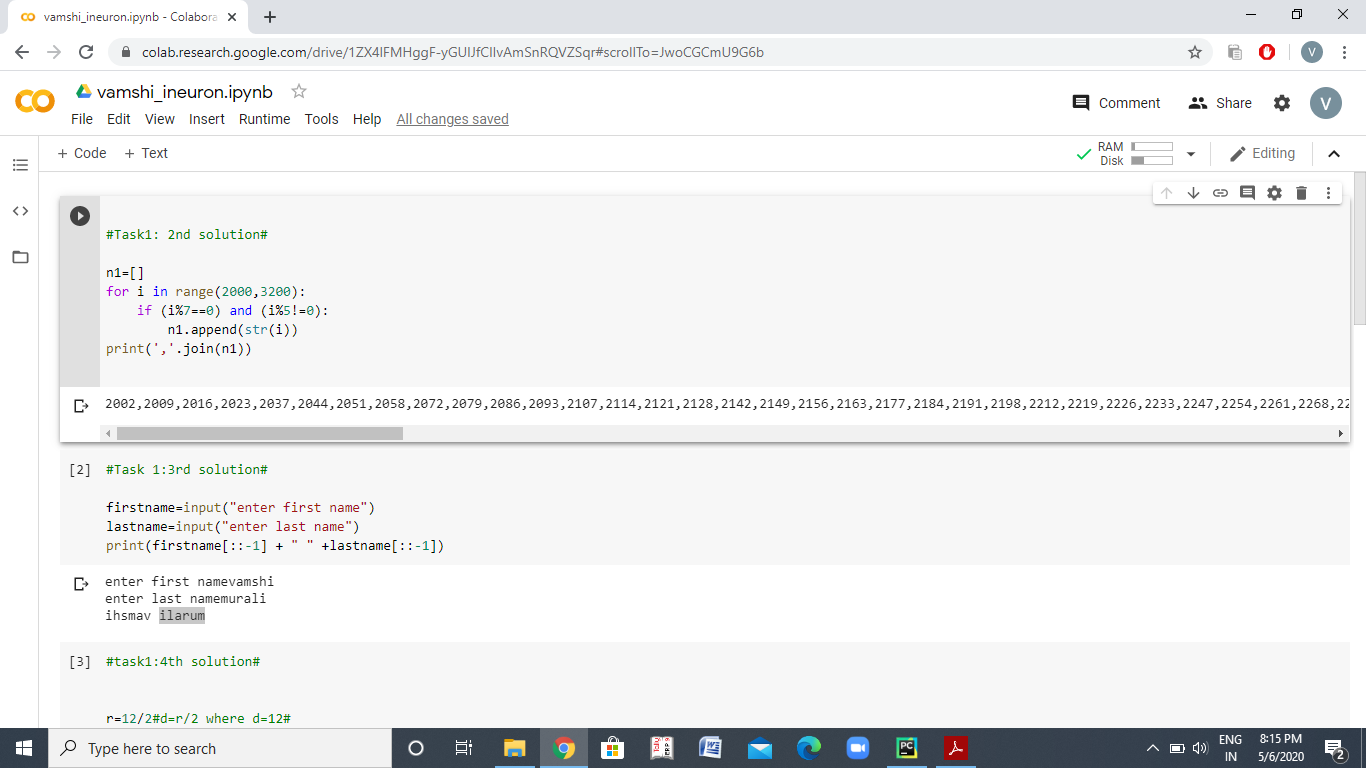 vamshi_ineuron.ipynb - Colabora
colab.research.google.com/drive/1ZX4lFMHggF-yGUlJfCIlvAmSnRQVZSqr#scrollTo=JwoCGCmU9G6b
V
vamshi_ineuron.ipynb
Comment
Share
V
File Edit View Insert Runtime Tools Help All changes saved
+ Code + Text
RAM
Disk
Editing
#Task1: 2nd solution#
n1=[]
for i in range(2000,3200):
    if (i%7==0) and (i%5!=0):
        n1.append(str(i))
print(','.join(n1))
2002,2009,2016,2023,2037,2044,2051,2058,2072,2079,2086,2093,2107,2114,2121,2128,2142,2149,2156,2163,2177,2184,2191,2198,2212,2219,2226,2233,2247,2254,2261,2268,22
[2] #Task 1:3rd solution#
firstname=input("enter first name")
lastname=input("enter last name")
print(firstname[::-1] + " " +lastname[::-1])
enter first namevamshi
enter last namemurali
ihsmav ilarum
[3] #task1:4th solution#
r=12/2#d=r/2 where d=12#
Type here to search
PC
ENG
IN
8:15 PM
5/6/2020
2